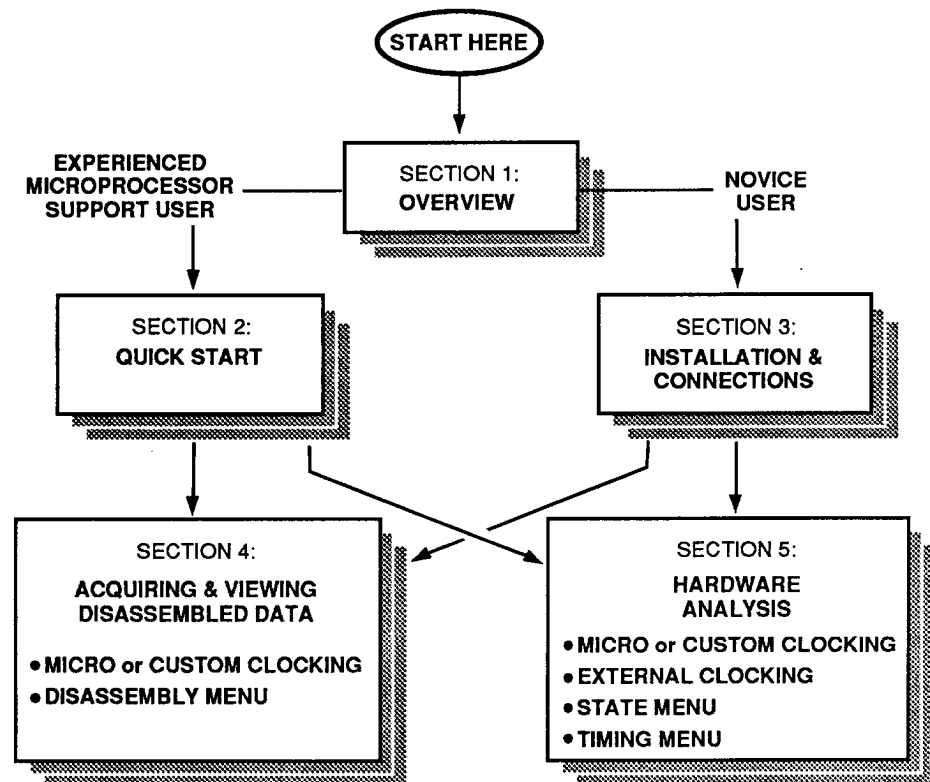 START HERE
SECTION 1:
OVERVIEW
EXPERIENCED
MICROPROCESSOR
SUPPORT USER
NOVICE
USER
SECTION 2:
QUICK START
SECTION 3:
INSTALLATION &
CONNECTIONS
SECTION 4:
ACQUIRING & VIEWING
DISASSEMBLED DATA
• MICRO or CUSTOM CLOCKING
• DISASSEMBLY MENU
SECTION 5:
HARDWARE
ANALYSIS
• MICRO or CUSTOM CLOCKING
• EXTERNAL CLOCKING
• STATE MENU
• TIMING MENU